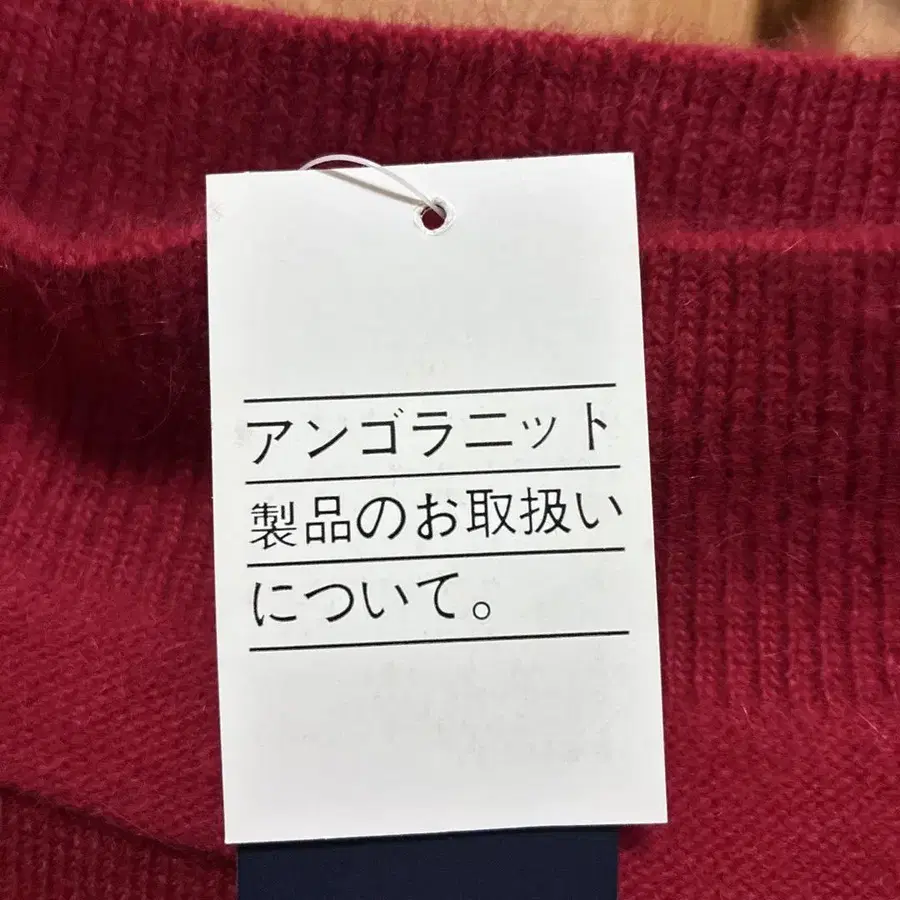 アンゴラニット
製品のお取扱い
について。